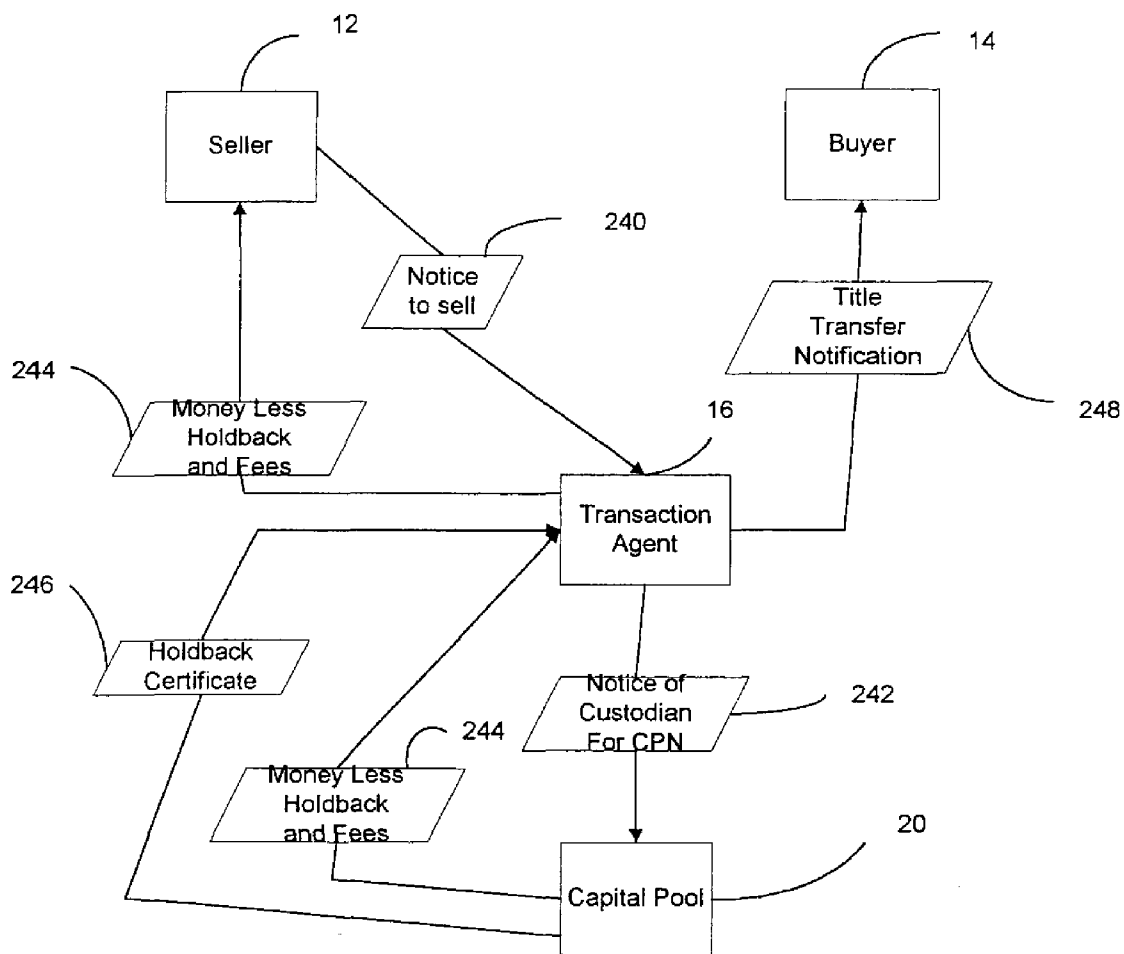 12
14
Seller
Buyer
240
Notice
to sell
Title
Transfer
Notification
244
Money Less
Holdback
and Fees
16
248
Transaction
Agent
246
Holdback
Certificate
Notice of
Custodian
For CPN
242
244
Money Less
Holdback
and Fees
20
Capital Pool